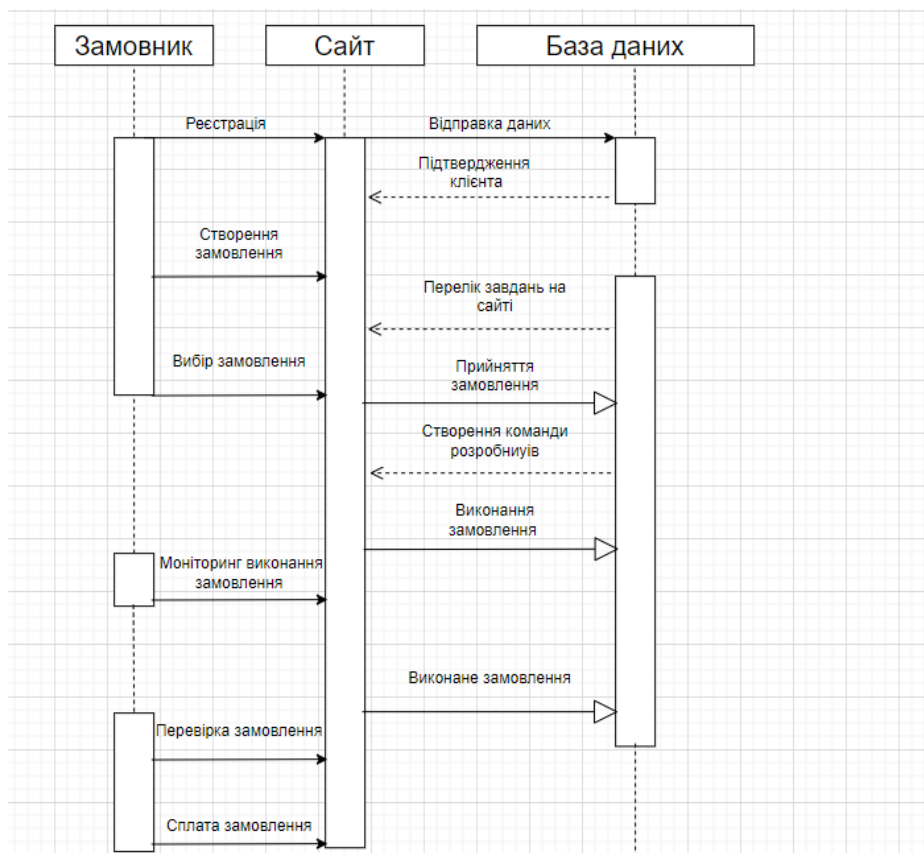 Замовник
Сайт
База даних
Реєстрація
Відправка даних
Підтвердження
клієнта
Створення
замовлення
Перелік завдань на
сайті
Вибір замовлення
Прийняття
замовлення
Створення команди
розробниуів
Виконання
замовлення
Моніторинг виконання
замовлення
Виконане замовлення
Перевірка замовлення
Сплата замовлення